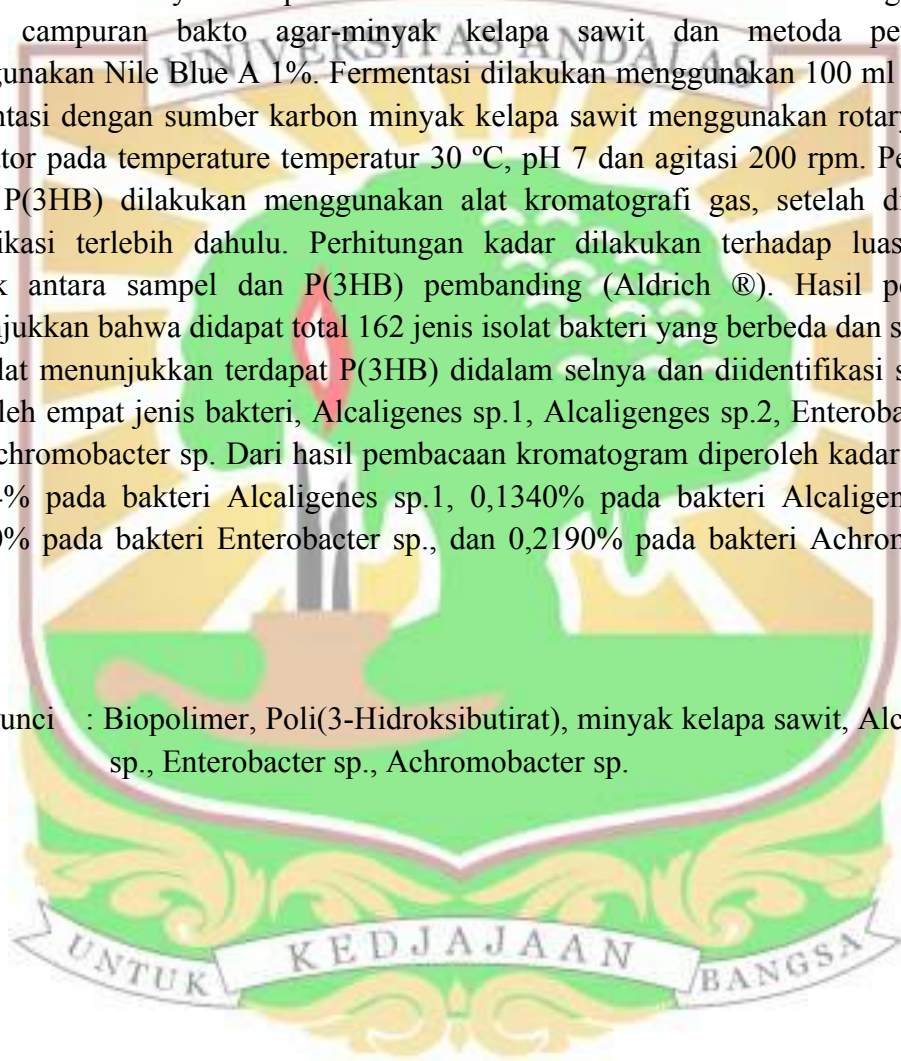 campuran bakto agar-minyak kelapa sawit dan metoda pe
gunakan Nile Blue A 1%. Fermentasi dilakukan menggunakan 100 ml
ntasi dengan sumber karbon minyak kelapa sawit menggunakan rotary
ator pada temperature temperatur 30 ºC, pH 7 dan agitasi 200 rpm. Pe
P(3HB) dilakukan menggunakan alat kromatografi gas, setelah di
ikasi terlebih dahulu. Perhitungan kadar dilakukan terhadap luas
k antara sampel dan P(3HB) pembanding (Aldrich ®). Hasil pe
njukkan bahwa didapat total 162 jenis isolat bakteri yang berbeda dan s
lat menunjukkan terdapat P(3HB) didalam selnya dan diidentifikasi s
leh empat jenis bakteri, Alcaligenes sp.1, Alcaligenges sp.2, Enteroba
chromobacter sp. Dari hasil pembacaan kromatogram diperoleh kadar
% pada bakteri Alcaligenes sp.1, 0,1340% pada bakteri Alcaligen
0% pada bakteri Enterobacter sp., dan 0,2190% pada bakteri Achrom
unci : Biopolimer, Poli(3-Hidroksibutirat), minyak kelapa sawit, Alc
sp., Enterobacter sp., Achromobacter sp.
UNIVERSITAS ANDALAS
UNTUK KEDJAJAAN BANGSA